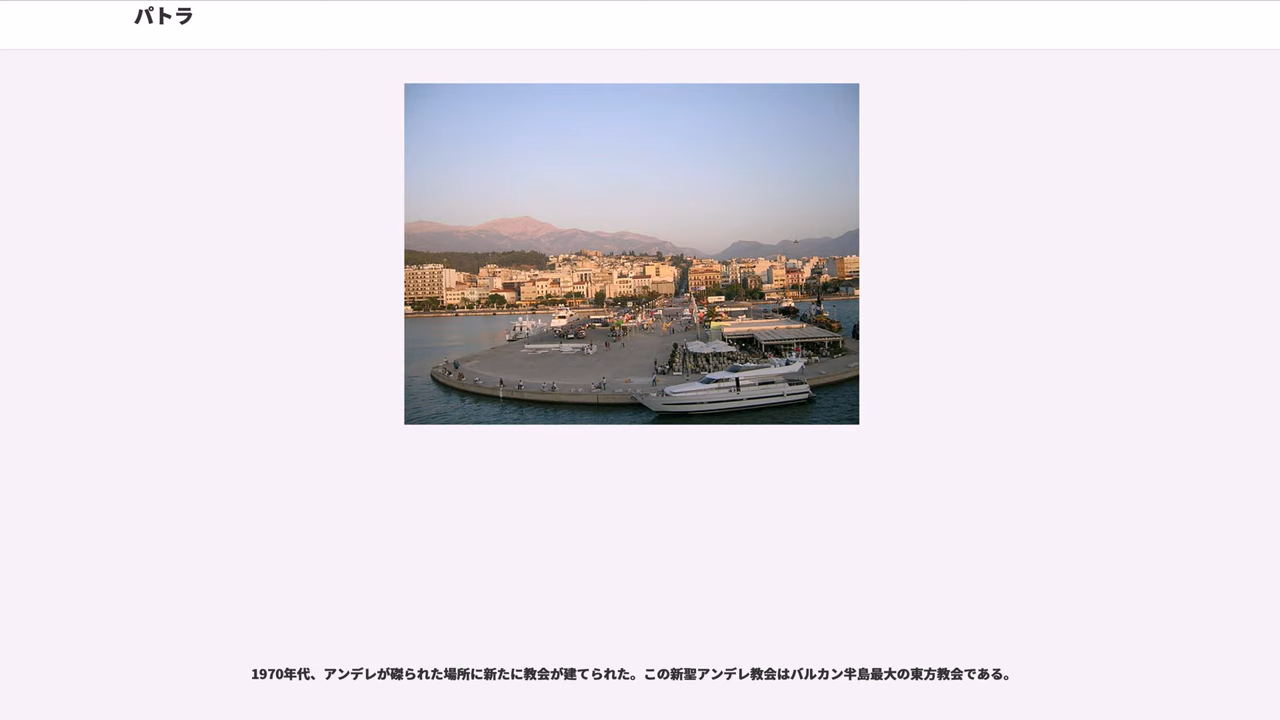 パトラ
1970年代、アンデレが磔られた場所に新たに教会が建てられた。この新聖アンデレ教会はバルカン半島最大の東方教会である。